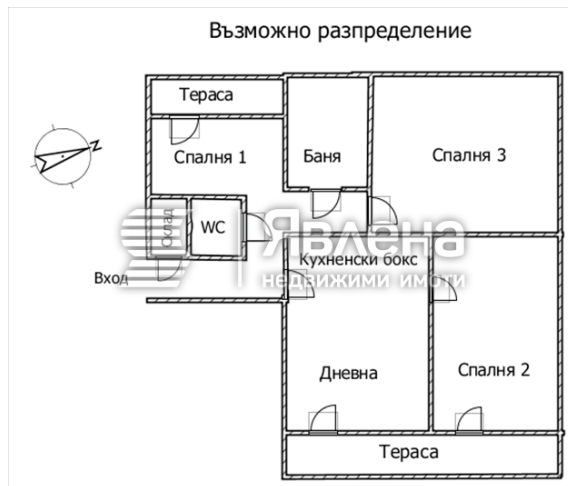 Възможно разпределение
Тераса
N
Спалня 1
Баня
Спалня 3
Склад
WC
Явлена
недвижими имоти
Кухненски бокс
Вход
Дневна
Спалня 2
Тераса